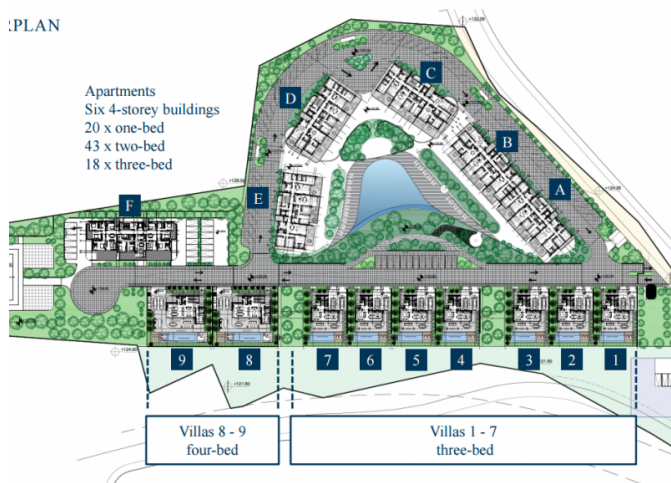 RPLAN
Apartments
Six 4-storey buildings
20 x one-bed
43 x two-bed
18 x three-bed
C
D
B
A
E
F
9
8
7
6
5
4
3
2
1
Villas 8 - 9
four-bed
Villas 1 - 7
three-bed